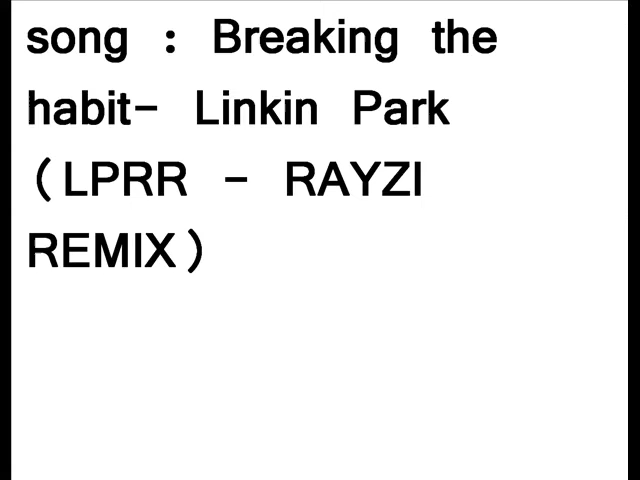 song : Breaking the
habit- Linkin Park
(LPRR - RAYZI
REMIX)